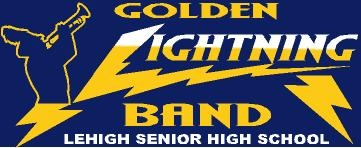 GOLDEN
LIGHTNING
BAND
LEHIGH SENIOR HIGH SCHOOL